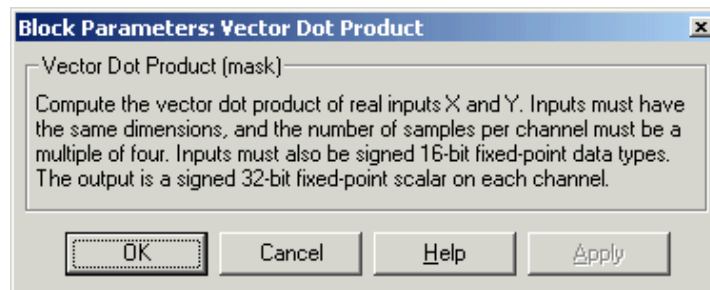 Block Parameters: Vector Dot Product
Vector Dot Product (mask)
Compute the vector dot product of real inputs X and Y. Inputs must have
the same dimensions, and the number of samples per channel must be a
multiple of four. Inputs must also be signed 16-bit fixed-point data types.
The output is a signed 32-bit fixed-point scalar on each channel.
OK Cancel Help Apply